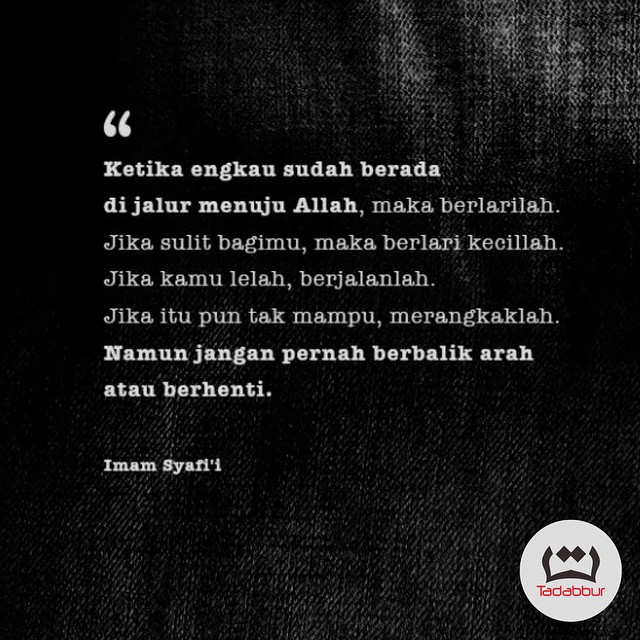 “
Ketika engkau sudah berada
di jalur menuju Allah, maka berlarilah.
Jika sulit bagimu, maka berlari kecillah.
Jika kamu lelah, berjalanlah.
Jika itu pun tak mampu, merangkaklah.
Namun jangan pernah berbalik arah
atau berhenti.
Imam Syafi'i
Tadabbur